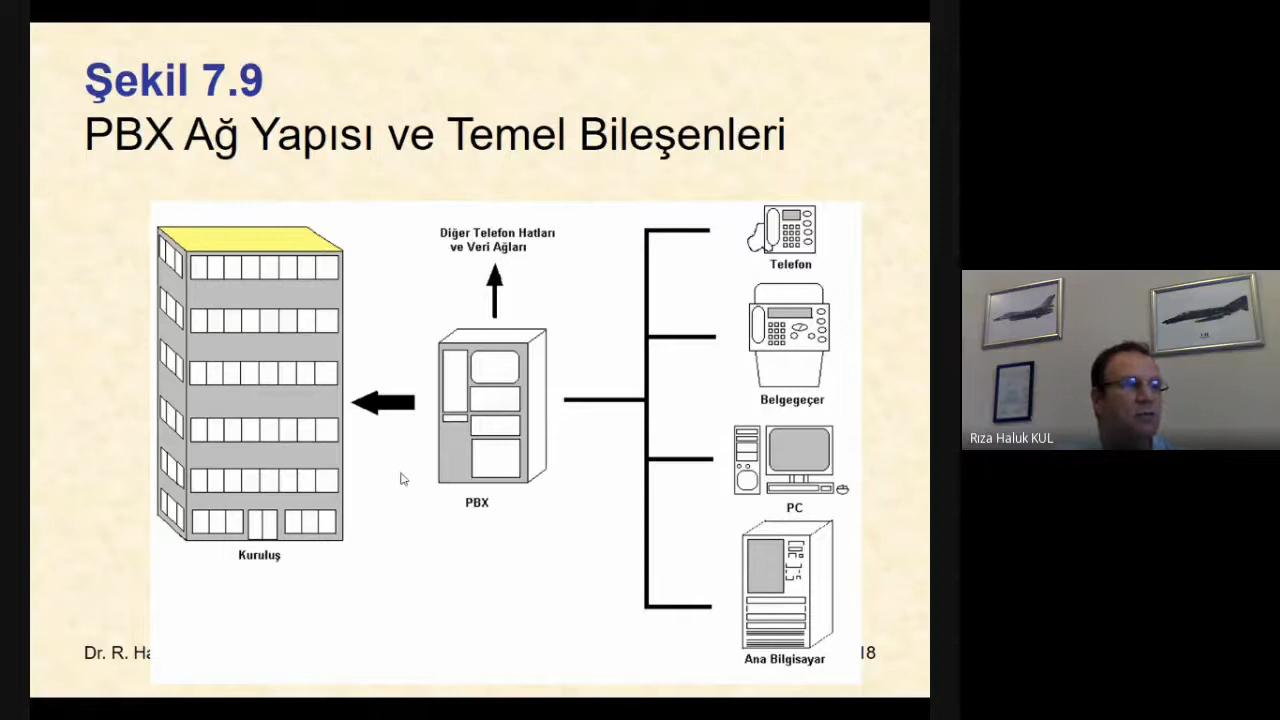 Şekil 7.9
PBX Ağ Yapısı ve Temel Bileşenleri
Diğer Telefon Hatları
ve Veri Ağları
Telefon
Belgegeçer
PBX
PC
Kuruluş
Ana Bilgisayar
Dr. R. Ha
18
Rıza Haluk KUL